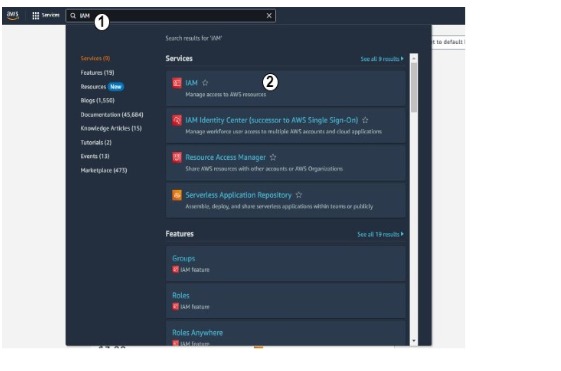 aws Services IAM
1
Search results for 'IAM'
Services (9)
Features (19)
Resources New
Blogs (1,550)
Documentation (45,684)
Knowledge Articles (15)
Tutorials (2)
Events (13)
Marketplace (473)
Services See all 9 results
IAM
2
Manage access to AWS resources
IAM Identity Center (successor to AWS Single Sign-On)
Manage workforce user access to multiple AWS accounts and cloud applications
Resource Access Manager
Share AWS resources with other accounts or AWS Organizations
Serverless Application Repository
Assemble, deploy, and share serverless applications within teams or publicly
Features See all 19 results
Groups
IAM feature
Roles
IAM feature
Roles Anywhere
IAM feature
t to default